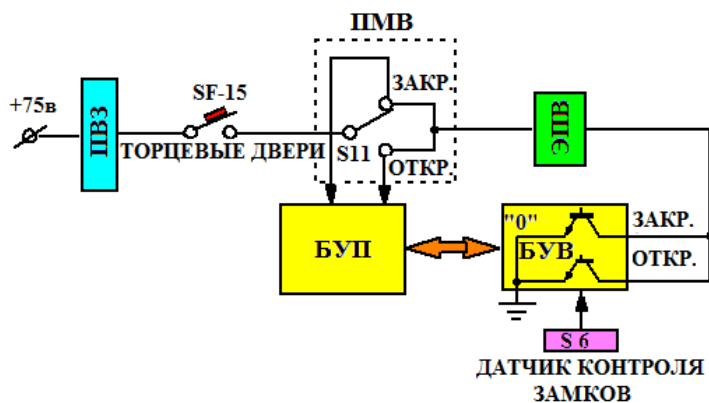 ПМВ
+75в
ПВЗ
SF-15
ТОРЦЕВЫЕ ДВЕРИ
S11
ЗАКР.
ОТКР.
ЭПВ
БУП
"0"
БУВ
ЗАКР.
ОТКР.
S 6
ДАТЧИК КОНТРОЛЯ
ЗАМКОВ